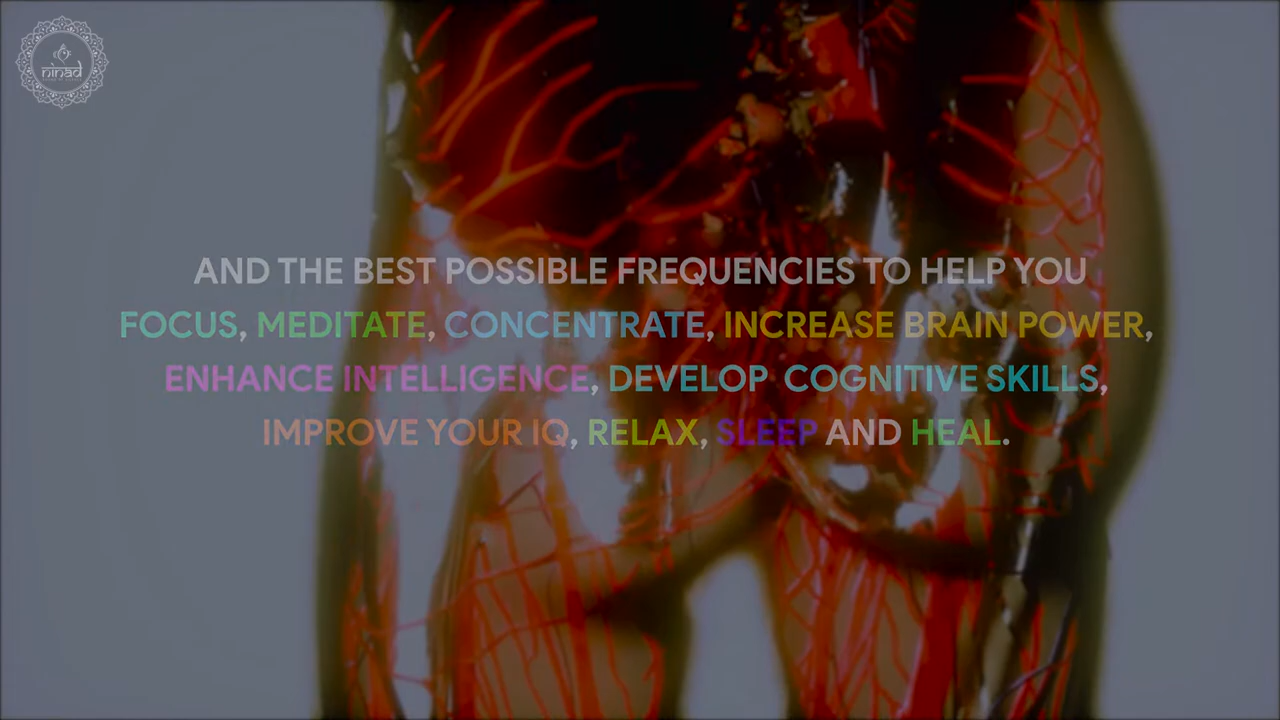 ninad
AND THE BEST POSSIBLE FREQUENCIES TO HELP YOU
FOCUS, MEDITATE, CONCENTRATE, INCREASE BRAIN POWER,
ENHANCE INTELLIGENCE, DEVELOP COGNITIVE SKILLS,
IMPROVE YOUR IQ, RELAX, SLEEP AND HEAL.